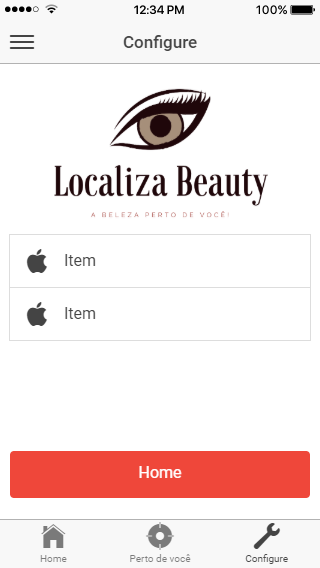 12:34 PM 100%
Configure
Localiza Beauty
A BELEZA PERTO DE VOCÊ!
Item
Item
Home
Home Perto de você Configure